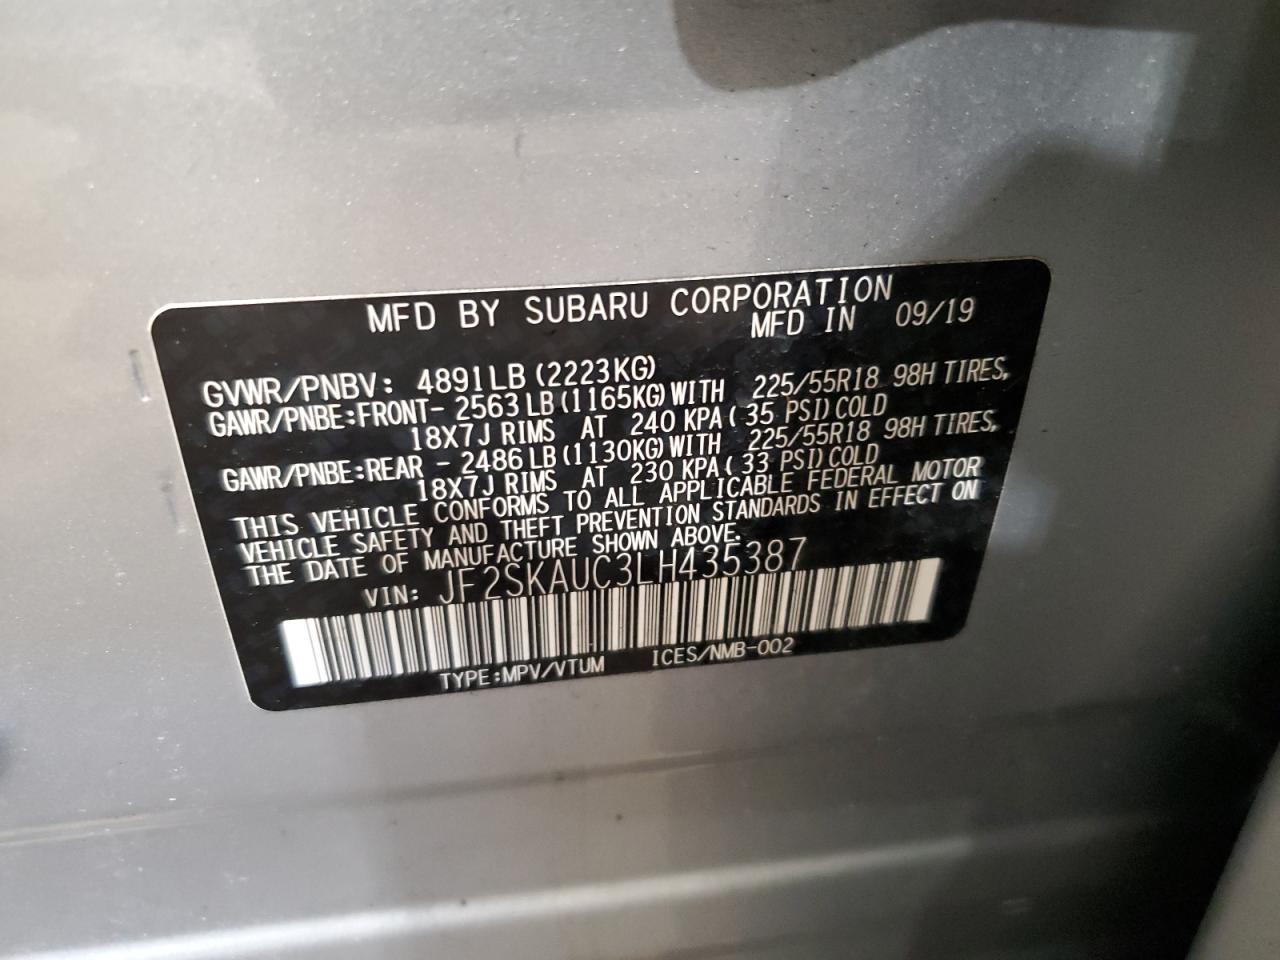 MFD BY SUBARU CORPORATION
MFD IN 09/19
GVWR/PNBV: 4891LB (2223KG)
GAWR/PNBE:FRONT- 2563LB(1165KG)WITH 225/55R18 98H TIRES,
18X7J RIMS AT 240 KPA( 35 PSI)COLD
GAWR/PNBE:REAR - 2486LB(1130KG)WITH 225/55R18 98H TIRES,
18X7J RIMS AT 230 KPA( 33 PSI)COLD
THIS VEHICLE CONFORMS TO ALL APPLICABLE FEDERAL MOTOR
VEHICLE SAFETY AND THEFT PREVENTION STANDARDS IN EFFECT ON
THE DATE OF MANUFACTURE SHOWN ABOVE.
VIN: JF2SKAUC3LH435387
TYPE:MPV/VTUM ICES/NMB-002